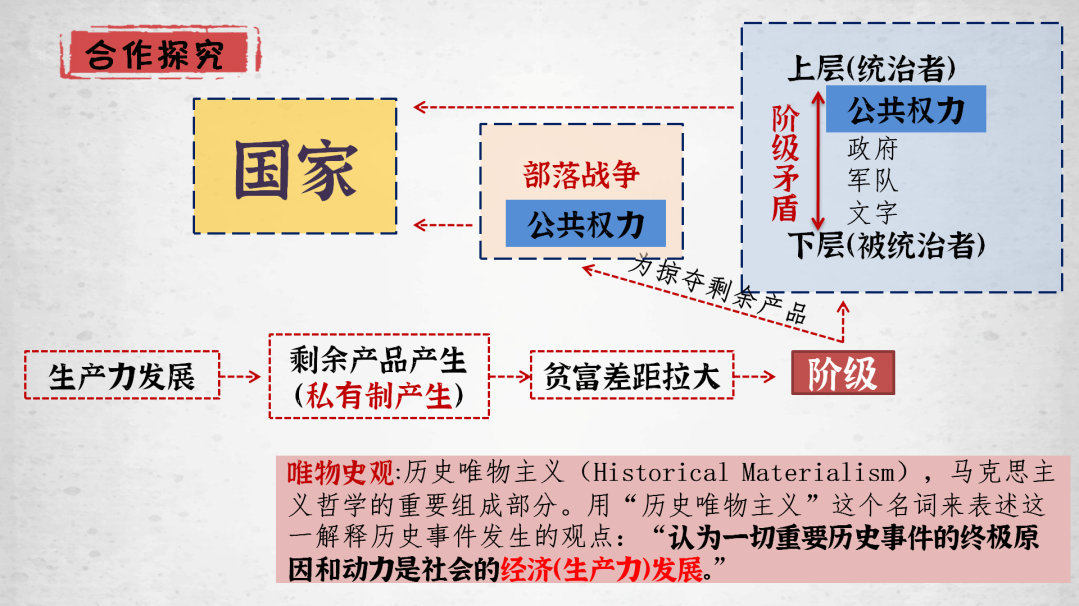 合作探究
国家
部落战争
公共权力
上层(统治者)
阶级矛盾
公共权力
政府
军队
文字
下层(被统治者)
为掠夺剩余产品
生产力发展
剩余产品产生
(私有制产生)
贫富差距拉大
阶级
唯物史观:历史唯物主义（Historical Materialism），马克思主
义哲学的重要组成部分。用“历史唯物主义”这个名词来表述这
一解释历史事件发生的观点：“认为一切重要历史事件的终极原
因和动力是社会的经济(生产力)发展。”